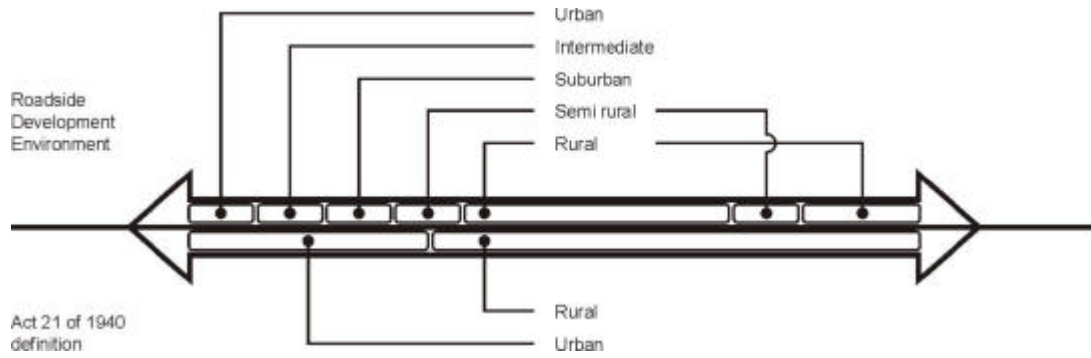 Urban
Intermediate
Suburban
Semi rural
Rural
Roadside
Development
Environment
Act 21 of 1940
definition
Rural
Urban